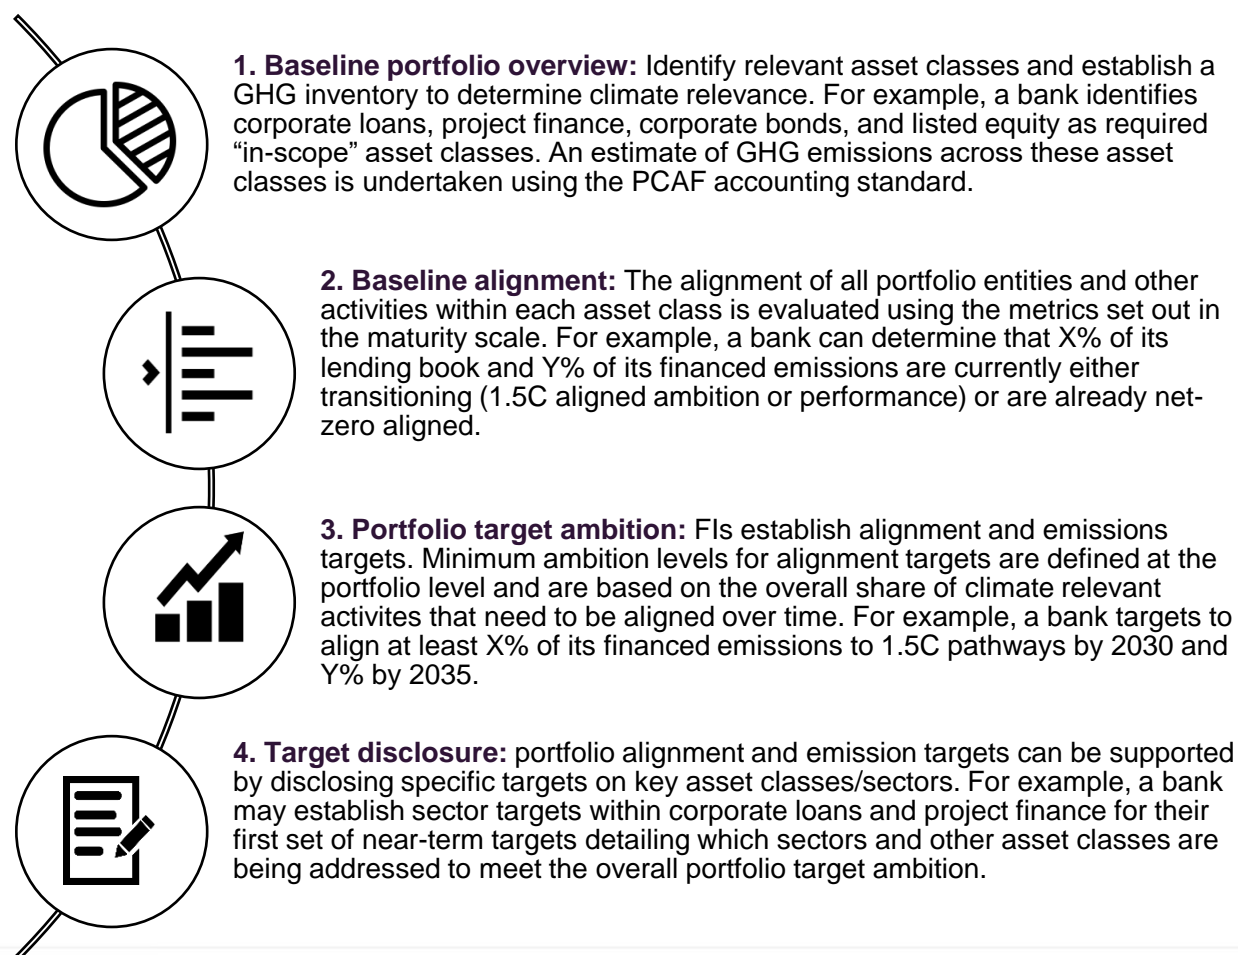 1. Baseline portfolio overview: Identify relevant asset classes and establish a
GHG inventory to determine climate relevance. For example, a bank identifies
corporate loans, project finance, corporate bonds, and listed equity as required
“in-scope” asset classes. An estimate of GHG emissions across these asset
classes is undertaken using the PCAF accounting standard.
2. Baseline alignment: The alignment of all portfolio entities and other
activities within each asset class is evaluated using the metrics set out in
the maturity scale. For example, a bank can determine that X% of its
lending book and Y% of its financed emissions are currently either
transitioning (1.5C aligned ambition or performance) or are already net-
zero aligned.
3. Portfolio target ambition: FIs establish alignment and emissions
targets. Minimum ambition levels for alignment targets are defined at the
portfolio level and are based on the overall share of climate relevant
activites that need to be aligned over time. For example, a bank targets to
align at least X% of its financed emissions to 1.5C pathways by 2030 and
Y% by 2035.
4. Target disclosure: portfolio alignment and emission targets can be supported
by disclosing specific targets on key asset classes/sectors. For example, a bank
may establish sector targets within corporate loans and project finance for their
first set of near-term targets detailing which sectors and other asset classes are
being addressed to meet the overall portfolio target ambition.